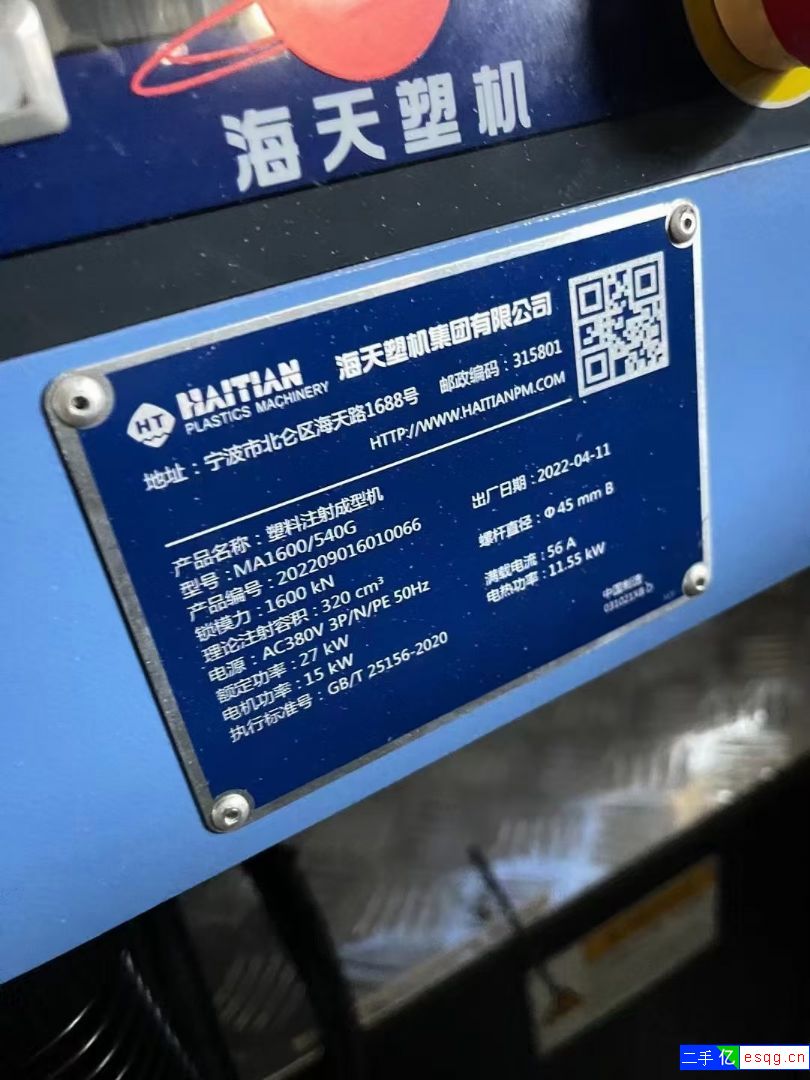 海天塑机
HT HAITIAN 海天塑机集团有限公司
PLASTICS MACHINERY
地址：宁波市北仑区海天路1688号 邮政编码：315801
HTTP://WWW.HAITIANPM.COM
产品名称：塑料注射成型机
型号：MA1600/540G 出厂日期：2022-04-11
产品编号：202209016010066
锁模力：1600 kN 螺杆直径：Φ45 mm B
理论注射容积：320 cm³
电源：AC380V 3P/N/PE 50Hz 满载电流：56 A
额定功率：27 kW 电热功率：11.55 kW
电机功率：15 kW
执行标准号：GB/T 25156-2020
中国制造
二手亿 esqg.cn